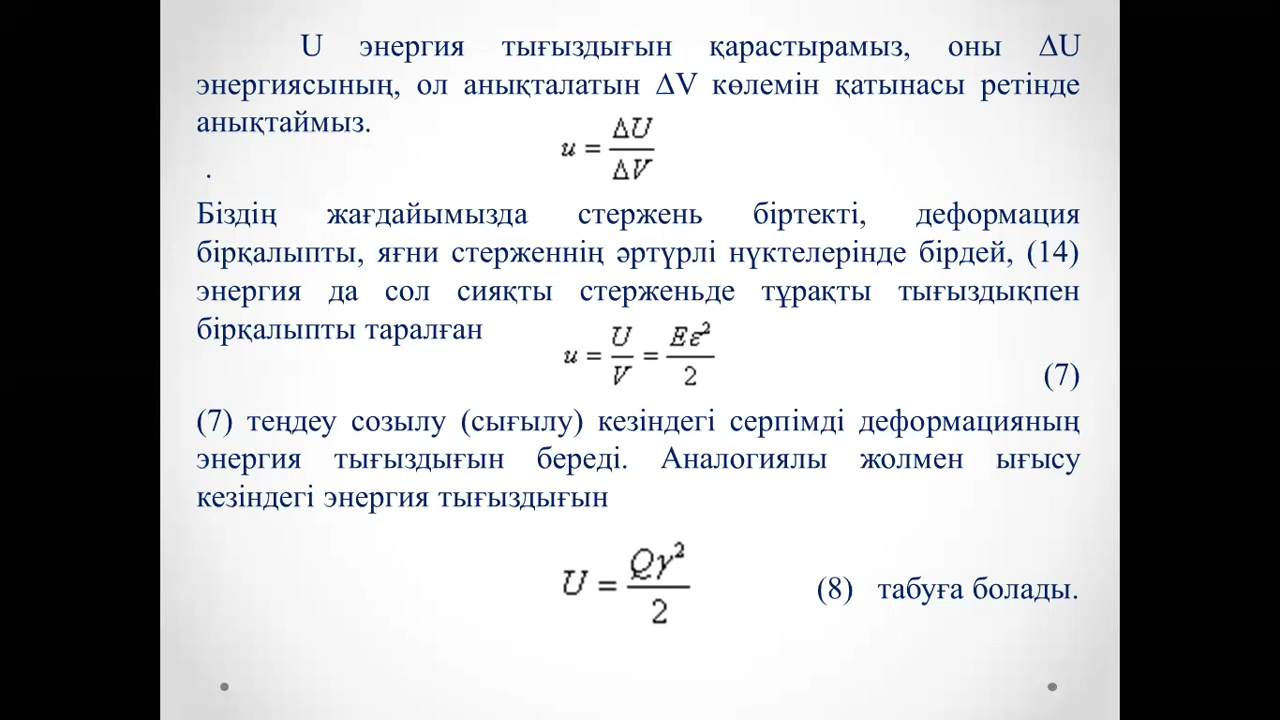 U энергия тығыздығын қарастырамыз, оны ΔU
энергиясының, ол анықталатын ΔV көлемін қатынасы ретінде
анықтаймыз.
u = ΔU / ΔV
.
Біздің жағдайымызда стержень біртекті, деформация
бірқалыпты, яғни стерженнің әртүрлі нүктелерінде бірдей, (14)
энергия да сол сияқты стерженьде тұрақты тығыздықпен
бірқалыпты таралған
u = U / V = Eε² / 2
(7)
(7) теңдеу созылу (сығылу) кезіндегі серпімді деформацияның
энергия тығыздығын береді. Аналогиялы жолмен ығысу
кезіндегі энергия тығыздығын
U = Qγ² / 2 (8) табуға болады.